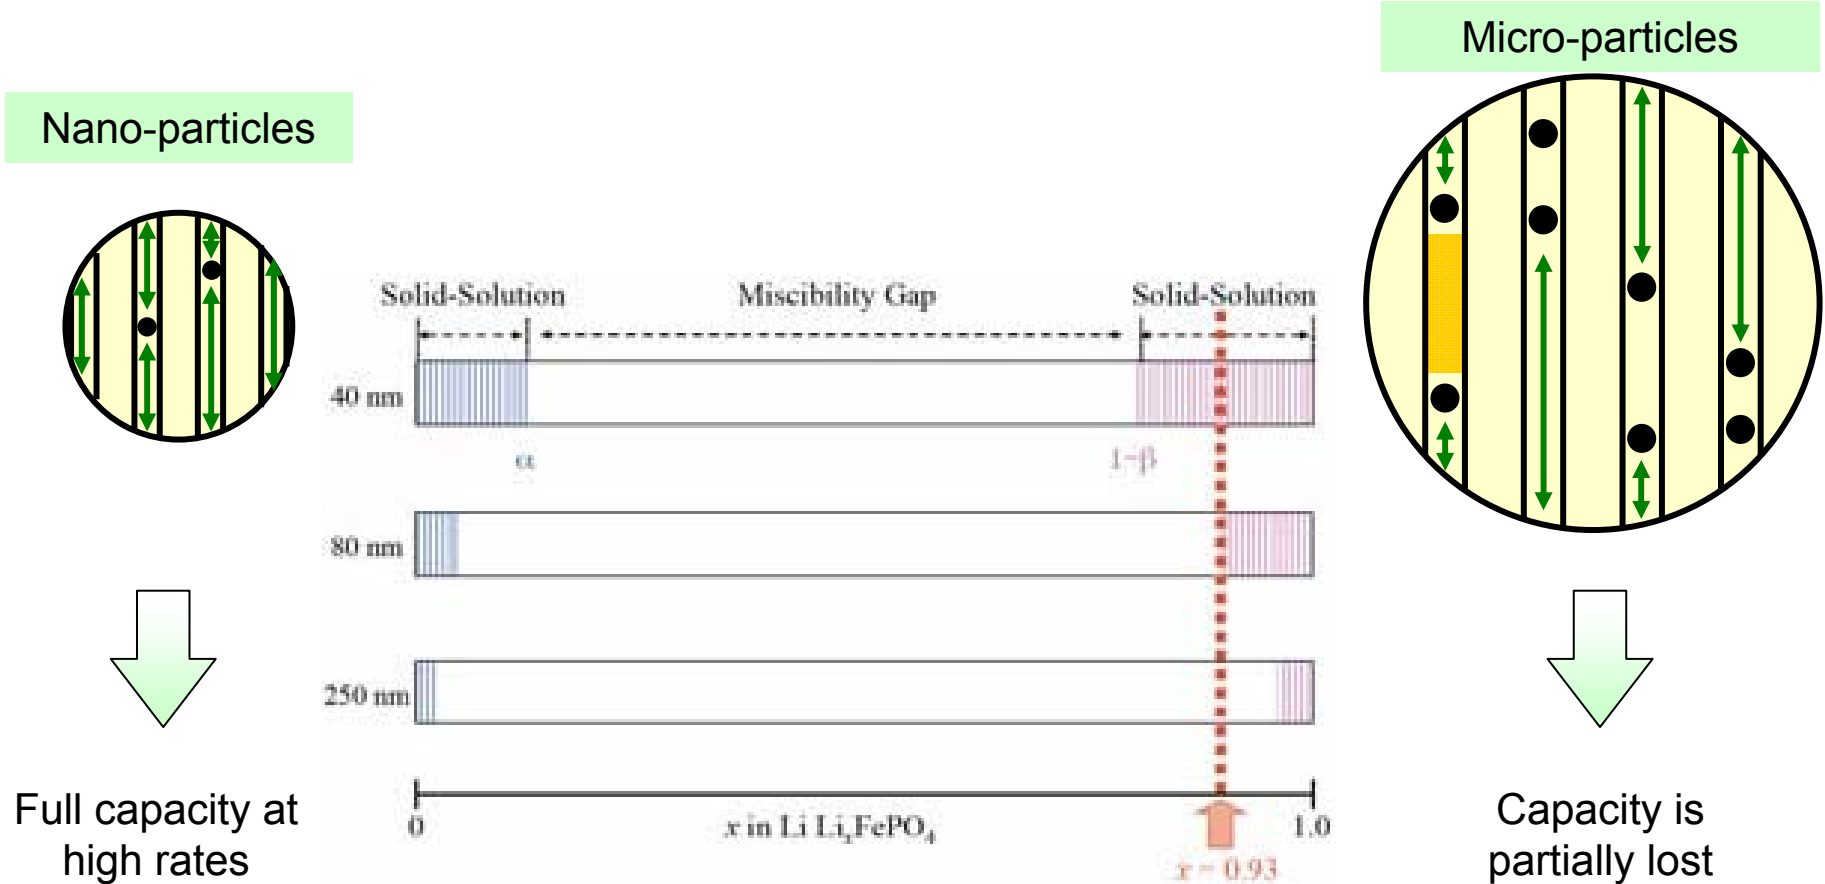 Micro-particles
Nano-particles
Solid-Solution
Miscibility Gap
Solid-Solution
40 nm
α
1-β
80 nm
250 nm
0
x in Li LixFePO4
1.0
x = 0.93
Full capacity at
high rates
Capacity is
partially lost